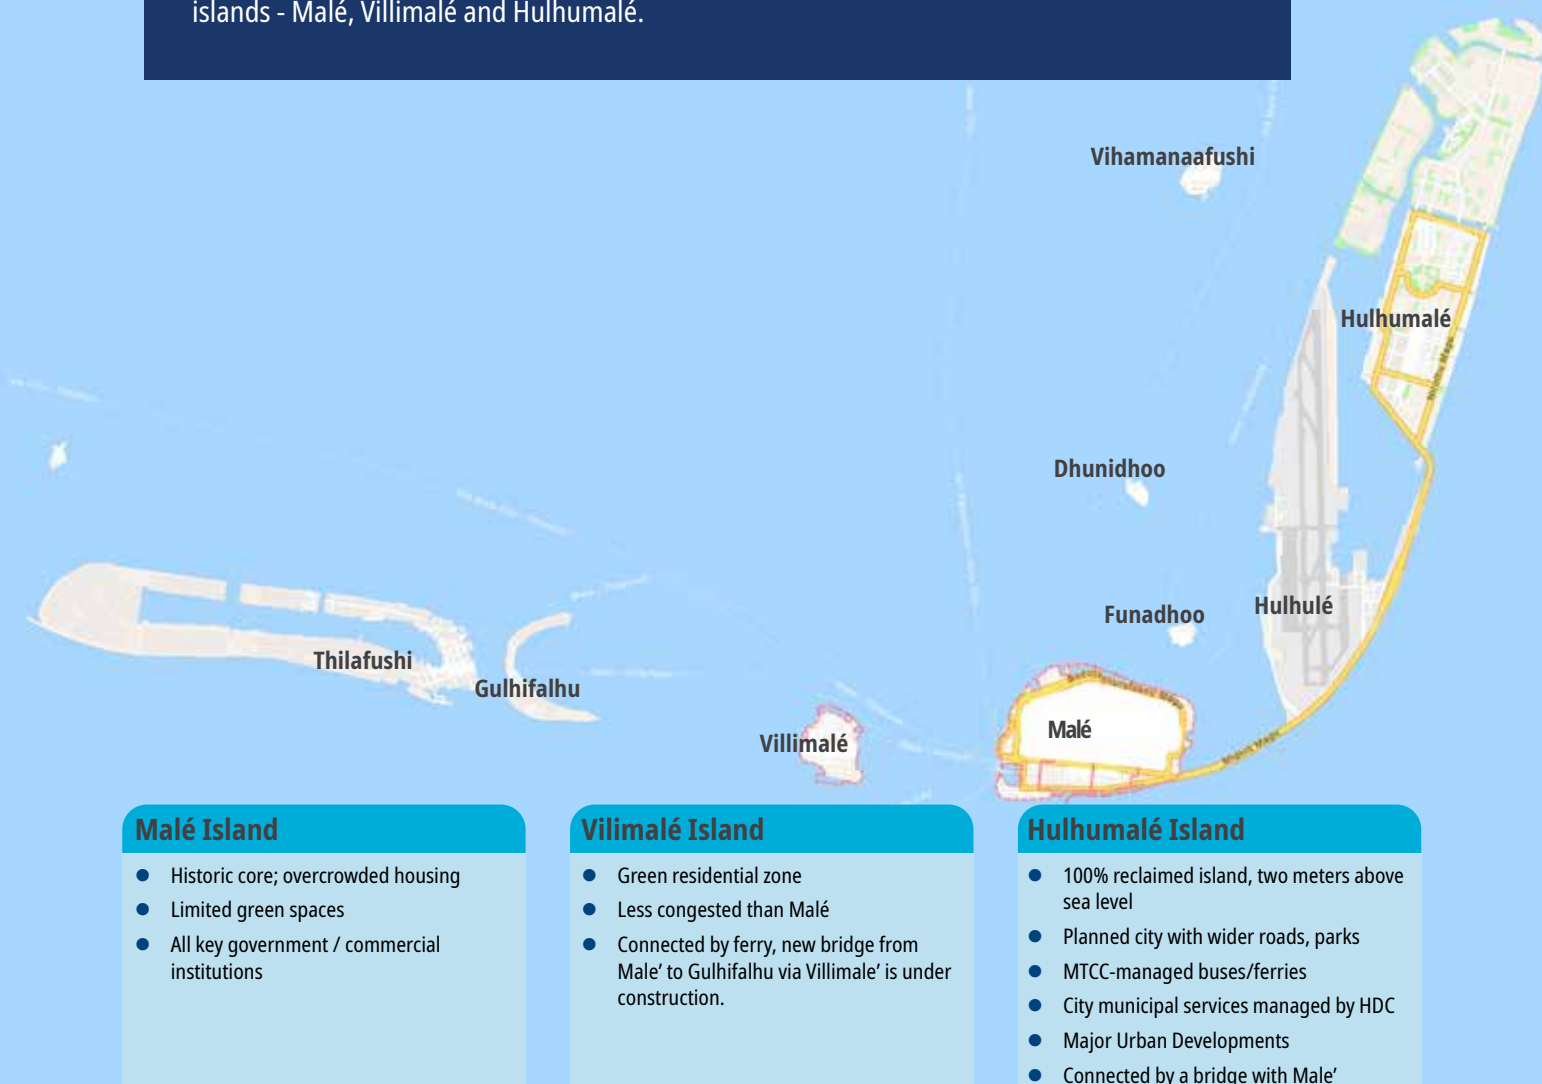 islands - Malé, Villimalé and Hulhumalé.
Vihamanaafushi
Hulhumalé
Dhunidhoo
Funadhoo
Hulhulé
Thilafushi
Gulhifalhu
Villimalé
Malé
Malé Island
Historic core; overcrowded housing
Limited green spaces
All key government / commercial
institutions
Vilimalé Island
Green residential zone
Less congested than Malé
Connected by ferry, new bridge from
Male’ to Gulhifalhu via Villimale’ is under
construction.
Hulhumalé Island
100% reclaimed island, two meters above
sea level
Planned city with wider roads, parks
MTCC-managed buses/ferries
City municipal services managed by HDC
Major Urban Developments
Connected by a bridge with Male’